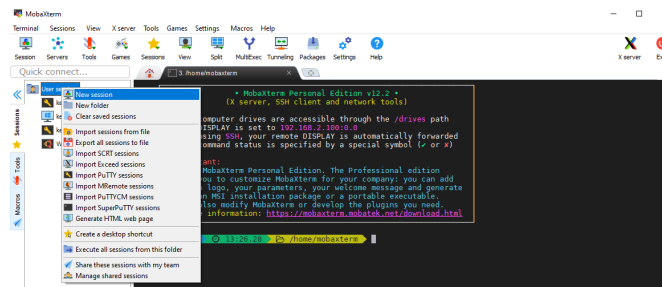 MobaXterm
Terminal Sessions View X server Tools Games Settings Macros Help
Session Servers Tools Games Sessions View Split MultiExec Tunneling Packages Settings Help X server
Quick connect...
3. /home/mobaxterm
User
New session
New folder
Clear saved sessions
Import sessions from file
Export all sessions to file
Import SCRT sessions
Import Exceed sessions
Import PuTTY sessions
Import MRemote sessions
Import PuTTYCM sessions
Import SuperPuTTY sessions
Generate HTML web page
Create a desktop shortcut
Execute all sessions from this folder
Share these sessions with my team
Manage shared sessions
Sessions
Tools
Macros
• MobaXterm Personal Edition v12.2 •
(X server, SSH client and network tools)
omputer drives are accessible through the /drives path
DISPLAY is set to 192.168.2.100:0.0
using SSH, your remote DISPLAY is automatically forwarded
ommand status is specified by a special symbol (✓ or ✗)
tant:
MobaXterm Personal Edition. The Professional edition
you to customize MobaXterm for your company: you can add
logo, your parameters, your welcome message and generate
n MSI installation package or a portable executable.
lso modify MobaXterm or develop the plugins you need.
information: https://mobaxterm.mobatek.net/download.html
13:26.28 /home/mobaxterm